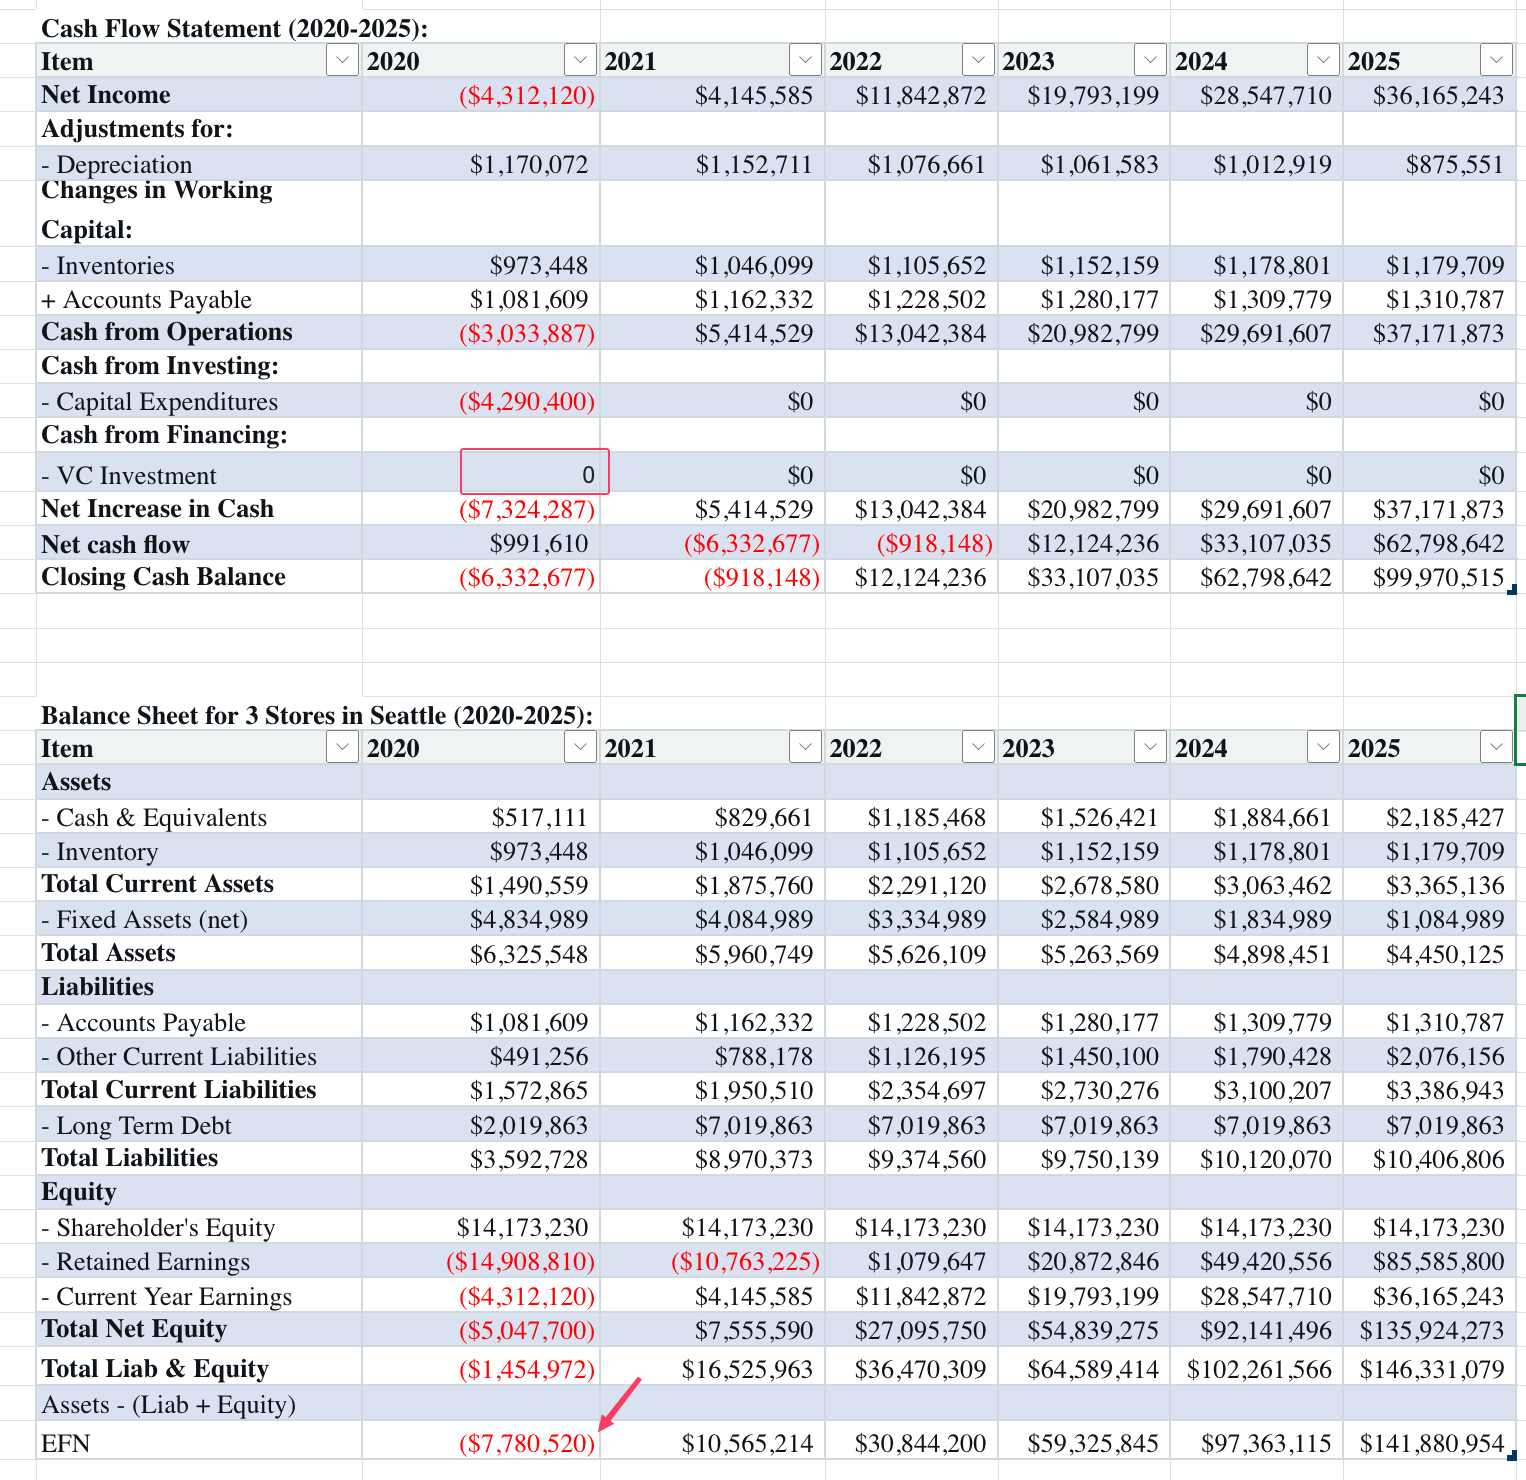 Cash Flow Statement (2020-2025):
Item 2020 2021 2022 2023 2024 2025
Net Income ($4,312,120) $4,145,585 $11,842,872 $19,793,199 $28,547,710 $36,165,243
Adjustments for:
- Depreciation $1,170,072 $1,152,711 $1,076,661 $1,061,583 $1,012,919 $875,551
Changes in Working
Capital:
- Inventories $973,448 $1,046,099 $1,105,652 $1,152,159 $1,178,801 $1,179,709
+ Accounts Payable $1,081,609 $1,162,332 $1,228,502 $1,280,177 $1,309,779 $1,310,787
Cash from Operations ($3,033,887) $5,414,529 $13,042,384 $20,982,799 $29,691,607 $37,171,873
Cash from Investing:
- Capital Expenditures ($4,290,400) $0 $0 $0 $0 $0
Cash from Financing:
- VC Investment 0 $0 $0 $0 $0 $0
Net Increase in Cash ($7,324,287) $5,414,529 $13,042,384 $20,982,799 $29,691,607 $37,171,873
Net cash flow $991,610 ($6,332,677) ($918,148) $12,124,236 $33,107,035 $62,798,642
Closing Cash Balance ($6,332,677) ($918,148) $12,124,236 $33,107,035 $62,798,642 $99,970,515
Balance Sheet for 3 Stores in Seattle (2020-2025):
Item 2020 2021 2022 2023 2024 2025
Assets
- Cash & Equivalents $517,111 $829,661 $1,185,468 $1,526,421 $1,884,661 $2,185,427
- Inventory $973,448 $1,046,099 $1,105,652 $1,152,159 $1,178,801 $1,179,709
Total Current Assets $1,490,559 $1,875,760 $2,291,120 $2,678,580 $3,063,462 $3,365,136
- Fixed Assets (net) $4,834,989 $4,084,989 $3,334,989 $2,584,989 $1,834,989 $1,084,989
Total Assets $6,325,548 $5,960,749 $5,626,109 $5,263,569 $4,898,451 $4,450,125
Liabilities
- Accounts Payable $1,081,609 $1,162,332 $1,228,502 $1,280,177 $1,309,779 $1,310,787
- Other Current Liabilities $491,256 $788,178 $1,126,195 $1,450,100 $1,790,428 $2,076,156
Total Current Liabilities $1,572,865 $1,950,510 $2,354,697 $2,730,276 $3,100,207 $3,386,943
- Long Term Debt $2,019,863 $7,019,863 $7,019,863 $7,019,863 $7,019,863 $7,019,863
Total Liabilities $3,592,728 $8,970,373 $9,374,560 $9,750,139 $10,120,070 $10,406,806
Equity
- Shareholder's Equity $14,173,230 $14,173,230 $14,173,230 $14,173,230 $14,173,230 $14,173,230
- Retained Earnings ($14,908,810) ($10,763,225) $1,079,647 $20,872,846 $49,420,556 $85,585,800
- Current Year Earnings ($4,312,120) $4,145,585 $11,842,872 $19,793,199 $28,547,710 $36,165,243
Total Net Equity ($5,047,700) $7,555,590 $27,095,750 $54,839,275 $92,141,496 $135,924,273
Total Liab & Equity ($1,454,972) $16,525,963 $36,470,309 $64,589,414 $102,261,566 $146,331,079
Assets - (Liab + Equity)
EFN ($7,780,520) $10,565,214 $30,844,200 $59,325,845 $97,363,115 $141,880,954